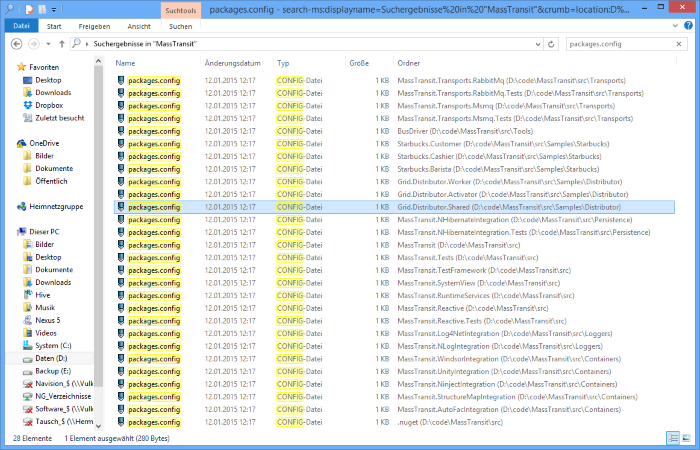 Suchtools
packages.config - search-ms:displayname=Suchergebnisse%20in%20"MassTransit"&crumb=location:D%...
Datei Start Freigeben Ansicht Suchen
Suchergebnisse in "MassTransit"
packages.config
Name Änderungsdatum Typ Größe Ordner
Favoriten
Desktop
Downloads
Dropbox
Zuletzt besucht
OneDrive
Bilder
Dokumente
Öffentlich
Heimnetzgruppe
Dieser PC
Bilder
Desktop
Dokumente
Downloads
Hive
Musik
Nexus 5
Videos
System (C:)
Daten (D:)
Backup (E:)
Navision_$ (\\Vulk
NG_Verzeichnisse
Software_$ (\\Vul
Tausch_$ (\\Herm
packages.config 12.01.2015 12:17 CONFIG-Datei 1 KB MassTransit.Transports.RabbitMq (D:\code\MassTransit\src\Transports)
packages.config 12.01.2015 12:17 CONFIG-Datei 1 KB MassTransit.Transports.RabbitMq.Tests (D:\code\MassTransit\src\Transports)
packages.config 12.01.2015 12:17 CONFIG-Datei 1 KB MassTransit.Transports.Msmq (D:\code\MassTransit\src\Transports)
packages.config 12.01.2015 12:17 CONFIG-Datei 1 KB MassTransit.Transports.Msmq.Tests (D:\code\MassTransit\src\Transports)
packages.config 12.01.2015 12:17 CONFIG-Datei 1 KB BusDriver (D:\code\MassTransit\src\Tools)
packages.config 12.01.2015 12:17 CONFIG-Datei 1 KB Starbucks.Customer (D:\code\MassTransit\src\Samples\Starbucks)
packages.config 12.01.2015 12:17 CONFIG-Datei 1 KB Starbucks.Cashier (D:\code\MassTransit\src\Samples\Starbucks)
packages.config 12.01.2015 12:17 CONFIG-Datei 1 KB Starbucks.Barista (D:\code\MassTransit\src\Samples\Starbucks)
packages.config 12.01.2015 12:17 CONFIG-Datei 1 KB Grid.Distributor.Worker (D:\code\MassTransit\src\Samples\Distributor)
packages.config 12.01.2015 12:17 CONFIG-Datei 1 KB Grid.Distributor.Activator (D:\code\MassTransit\src\Samples\Distributor)
packages.config 12.01.2015 12:17 CONFIG-Datei 1 KB Grid.Distributor.Shared (D:\code\MassTransit\src\Samples\Distributor)
packages.config 12.01.2015 12:17 CONFIG-Datei 1 KB MassTransit.NHibernateIntegration (D:\code\MassTransit\src\Persistence)
packages.config 12.01.2015 12:17 CONFIG-Datei 1 KB MassTransit.NHibernateIntegration.Tests (D:\code\MassTransit\src\Persistence)
packages.config 12.01.2015 12:17 CONFIG-Datei 1 KB MassTransit (D:\code\MassTransit\src)
packages.config 12.01.2015 12:17 CONFIG-Datei 1 KB MassTransit.Tests (D:\code\MassTransit\src)
packages.config 12.01.2015 12:17 CONFIG-Datei 1 KB MassTransit.TestFramework (D:\code\MassTransit\src)
packages.config 12.01.2015 12:17 CONFIG-Datei 1 KB MassTransit.SystemView (D:\code\MassTransit\src)
packages.config 12.01.2015 12:17 CONFIG-Datei 1 KB MassTransit.RuntimeServices (D:\code\MassTransit\src)
packages.config 12.01.2015 12:17 CONFIG-Datei 1 KB MassTransit.Reactive (D:\code\MassTransit\src)
packages.config 12.01.2015 12:17 CONFIG-Datei 1 KB MassTransit.Reactive.Tests (D:\code\MassTransit\src)
packages.config 12.01.2015 12:17 CONFIG-Datei 1 KB MassTransit.Log4NetIntegration (D:\code\MassTransit\src\Loggers)
packages.config 12.01.2015 12:17 CONFIG-Datei 1 KB MassTransit.NLogIntegration (D:\code\MassTransit\src\Loggers)
packages.config 12.01.2015 12:17 CONFIG-Datei 1 KB MassTransit.WindsorIntegration (D:\code\MassTransit\src\Containers)
packages.config 12.01.2015 12:17 CONFIG-Datei 1 KB MassTransit.UnityIntegration (D:\code\MassTransit\src\Containers)
packages.config 12.01.2015 12:17 CONFIG-Datei 1 KB MassTransit.NinjectIntegration (D:\code\MassTransit\src\Containers)
packages.config 12.01.2015 12:17 CONFIG-Datei 1 KB MassTransit.StructureMapIntegration (D:\code\MassTransit\src\Containers)
packages.config 12.01.2015 12:17 CONFIG-Datei 1 KB MassTransit.AutoFacIntegration (D:\code\MassTransit\src\Containers)
packages.config 12.01.2015 12:17 CONFIG-Datei 1 KB .nuget (D:\code\MassTransit\src)
28 Elemente 1 Element ausgewählt (280 Bytes)